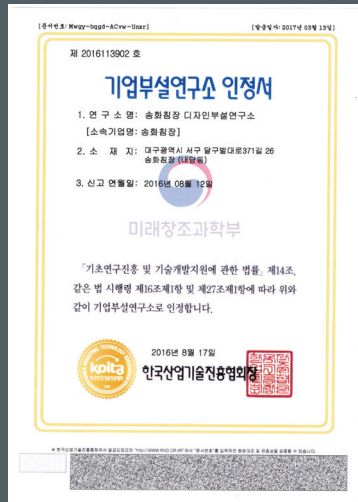 [문서번호: Mwgy-bqgd-ACvw-Unzr] [발급일자: 2017년 03월 13일]
제 2016113902 호
기업부설연구소 인정서
1. 연 구 소 명: 송화침장 디자인부설연구소
[소속기업명: 송화침장]
2. 소 재 지: 대구광역시 서구 달구벌대로371길 26
송화침장 (내당동)
3. 신고 연월일: 2016년 08월 12일
미래창조과학부
「기초연구진흥 및 기술개발지원에 관한 법률」제14조,
같은 법 시행령 제16조제1항 및 제27조제1항에 따라 위와
같이 기업부설연구소로 인정합니다.
2016년 8월 17일
koita
한국산업기술진흥협회장